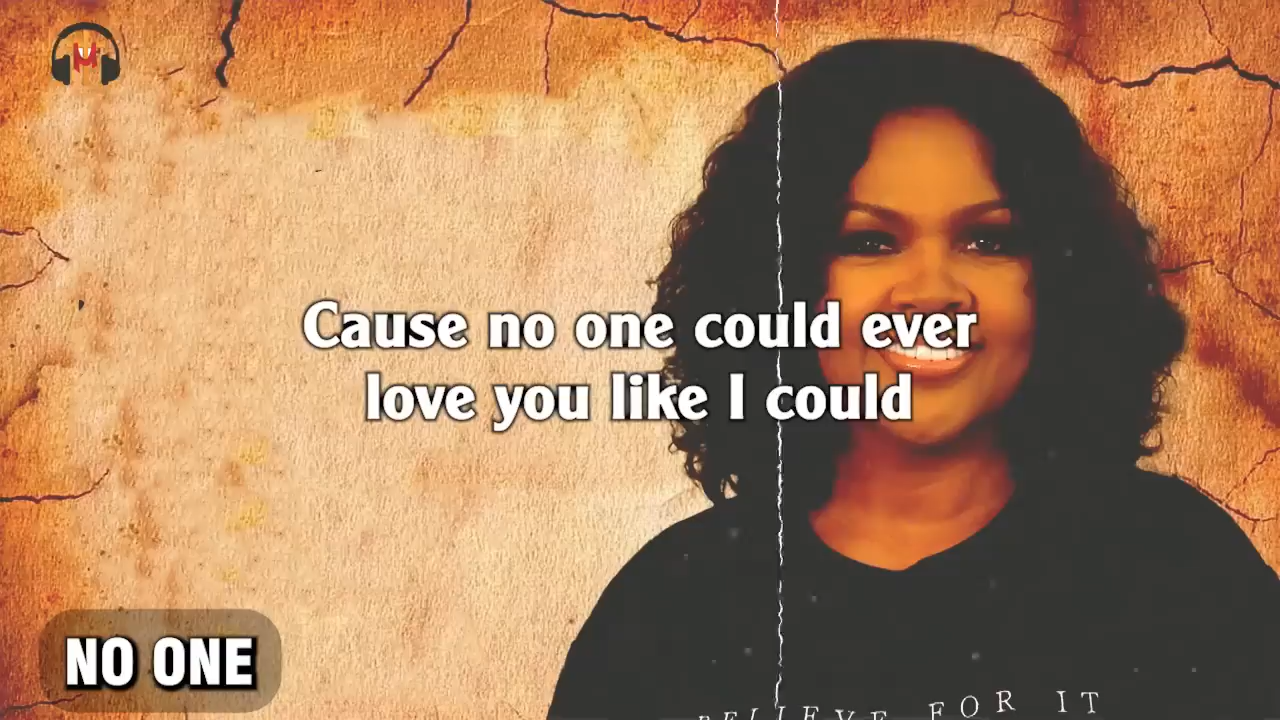 Cause no one could ever
love you like I could
NO ONE
BELIEVE FOR IT